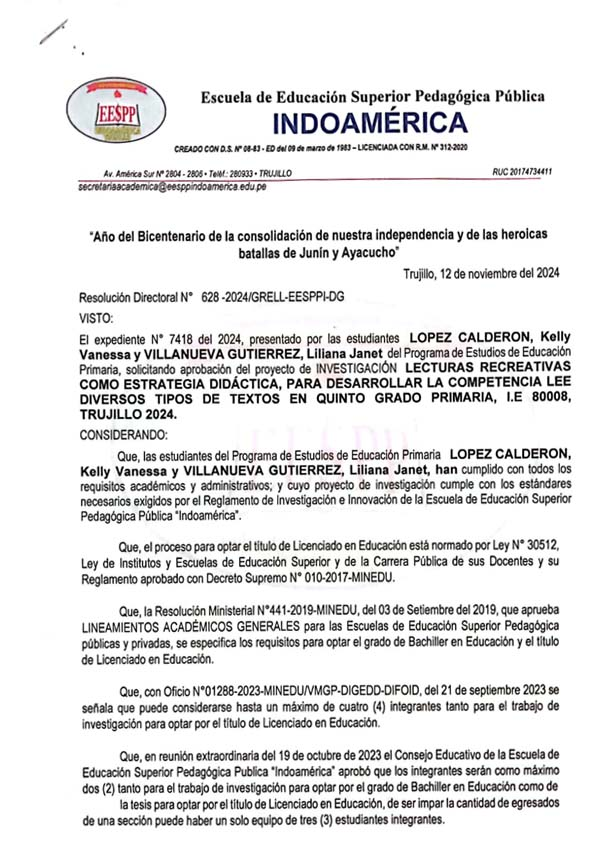 EESPP
Escuela de Educación Superior Pedagógica Pública
INDOAMÉRICA
CREADO CON D.S. Nº 08-83 - ED del 09 de marzo de 1983 – LICENCIADA CON R.M. Nº 312-2020
Av. América Sur Nº 2804 - 2806 • Teléf.: 280933 • TRUJILLO RUC 20174734411
secretariaacademica@eesppindoamerica.edu.pe
"Año del Bicentenario de la consolidación de nuestra independencia y de las heroicas
batallas de Junín y Ayacucho"
Trujillo, 12 de noviembre del 2024
Resolución Directoral N° 628 -2024/GRELL-EESPPI-DG
VISTO:
El expediente N° 7418 del 2024, presentado por las estudiantes LOPEZ CALDERON, Kelly
Vanessa y VILLANUEVA GUTIERREZ, Liliana Janet del Programa de Estudios de Educación
Primaria, solicitando aprobación del proyecto de INVESTIGACIÓN LECTURAS RECREATIVAS
COMO ESTRATEGIA DIDÁCTICA, PARA DESARROLLAR LA COMPETENCIA LEE
DIVERSOS TIPOS DE TEXTOS EN QUINTO GRADO PRIMARIA, I.E 80008,
TRUJILLO 2024.
CONSIDERANDO:
Que, las estudiantes del Programa de Estudios de Educación Primaria LOPEZ CALDERON,
Kelly Vanessa y VILLANUEVA GUTIERREZ, Liliana Janet, han cumplido con todos los
requisitos académicos y administrativos; y cuyo proyecto de investigación cumple con los estándares
necesarios exigidos por el Reglamento de Investigación e Innovación de la Escuela de Educación Superior
Pedagógica Pública "Indoamérica".
Que, el proceso para optar el título de Licenciado en Educación está normado por Ley N° 30512,
Ley de Institutos y Escuelas de Educación Superior y de la Carrera Pública de sus Docentes y su
Reglamento aprobado con Decreto Supremo N° 010-2017-MINEDU.
Que, la Resolución Ministerial N°441-2019-MINEDU, del 03 de Setiembre del 2019, que aprueba
LINEAMIENTOS ACADÉMICOS GENERALES para las Escuelas de Educación Superior Pedagógica
públicas y privadas, se especifica los requisitos para optar el grado de Bachiller en Educación y el título
de Licenciado en Educación.
Que, con Oficio N°01288-2023-MINEDU/VMGP-DIGEDD-DIFOID, del 21 de septiembre 2023 se
señala que puede considerarse hasta un máximo de cuatro (4) integrantes tanto para el trabajo de
investigación para optar por el título de Licenciado en Educación.
Que, en reunión extraordinaria del 19 de octubre de 2023 el Consejo Educativo de la Escuela de
Educación Superior Pedagógica Publica "Indoamérica" aprobó que los integrantes serán como máximo
dos (2) tanto para el trabajo de investigación para optar por el grado de Bachiller en Educación como de
la tesis para optar por el título de Licenciado en Educación, de ser impar la cantidad de egresados
de una sección puede haber un solo equipo de tres (3) estudiantes integrantes.